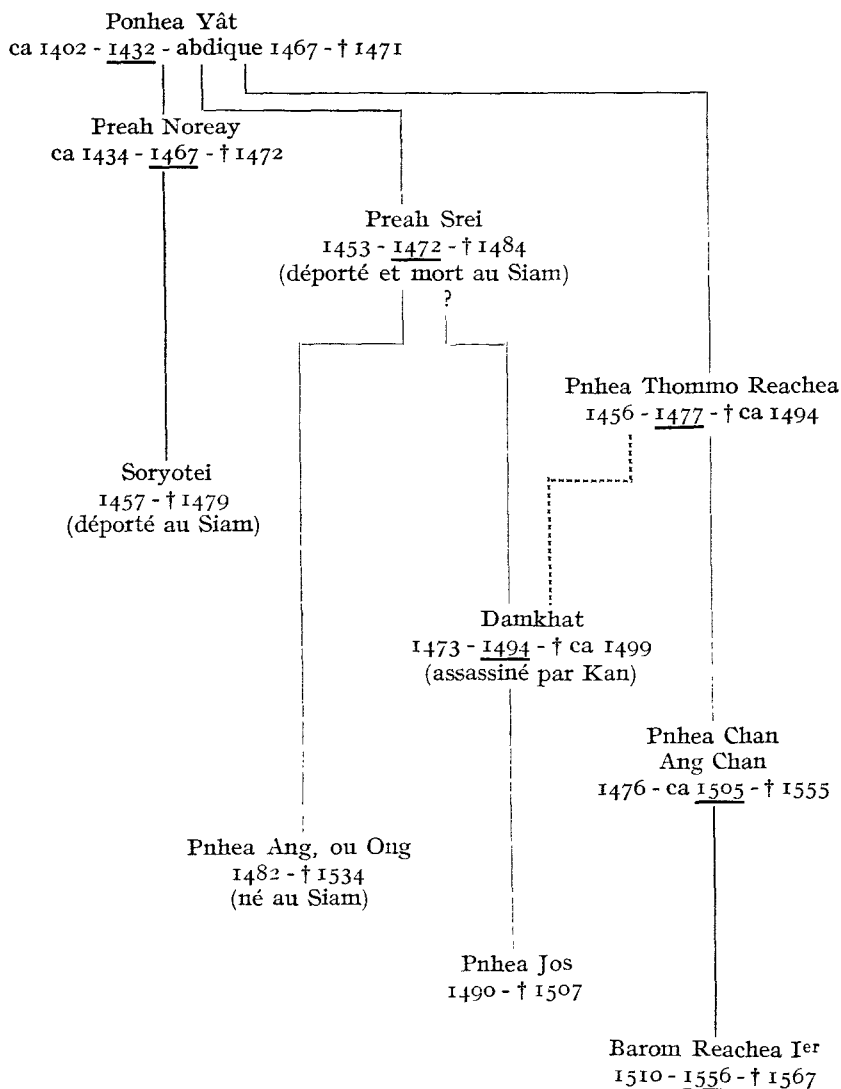 Ponhea Yât
ca 1402 - 1432 - abdique 1467 - † 1471
Preah Noreay
ca 1434 - 1467 - † 1472
Preah Srei
1453 - 1472 - † 1484
(déporté et mort au Siam)
?
Pnhea Thommo Reachea
1456 - 1477 - † ca 1494
Soryotei
1457 - † 1479
(déporté au Siam)
Damkhat
1473 - 1494 - † ca 1499
(assassiné par Kan)
Pnhea Chan
Ang Chan
1476 - ca 1505 - † 1555
Pnhea Ang, ou Ong
1482 - † 1534
(né au Siam)
Pnhea Jos
1490 - † 1507
Barom Reachea Ier
1510 - 1556 - † 1567